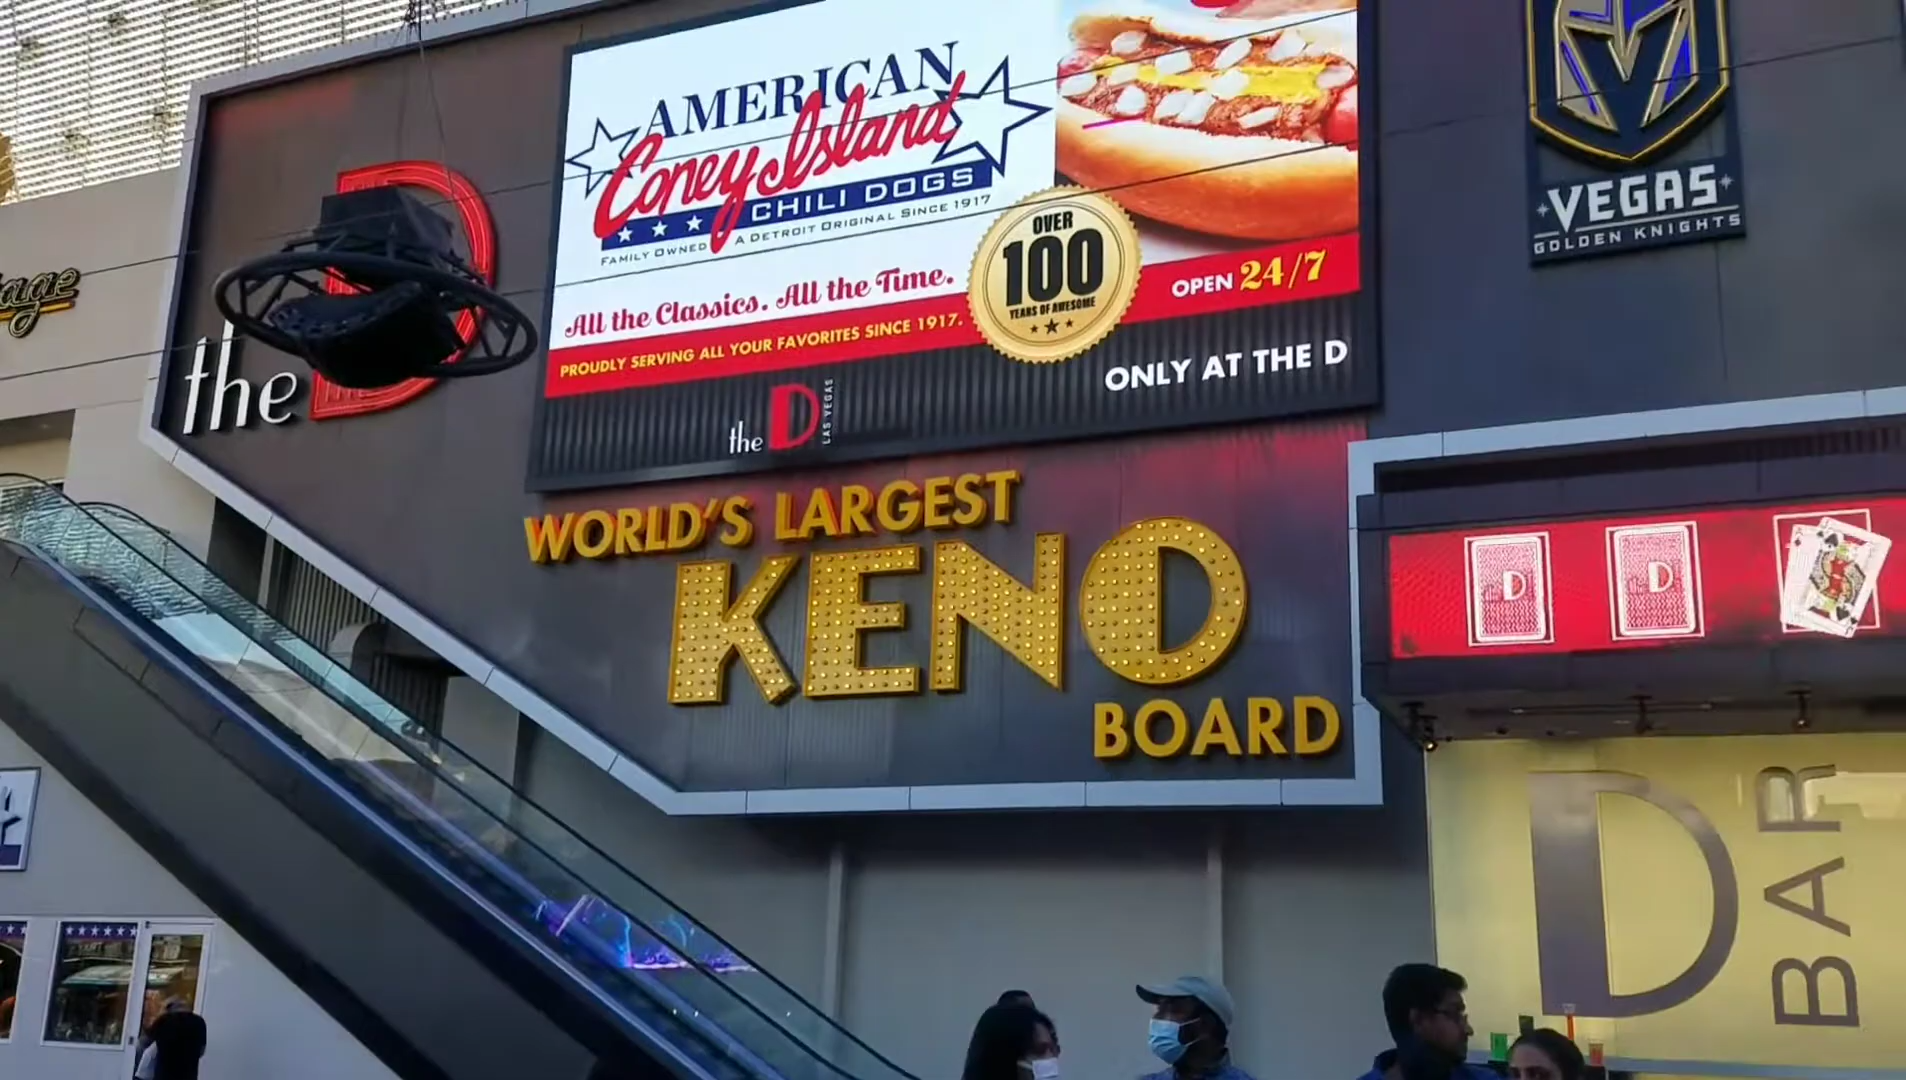 AMERICAN
Coney Island
CHILI DOGS
FAMILY OWNED A DETROIT ORIGINAL SINCE 1917
All the Classics. All the Time.
PROUDLY SERVING ALL YOUR FAVORITES SINCE 1917.
OVER
100
YEARS OF AWESOME
OPEN 24/7
ONLY AT THE D
the D LAS VEGAS
VEGAS
GOLDEN KNIGHTS
the D
WORLD'S LARGEST
KENO
BOARD
the D
the D
D BAR